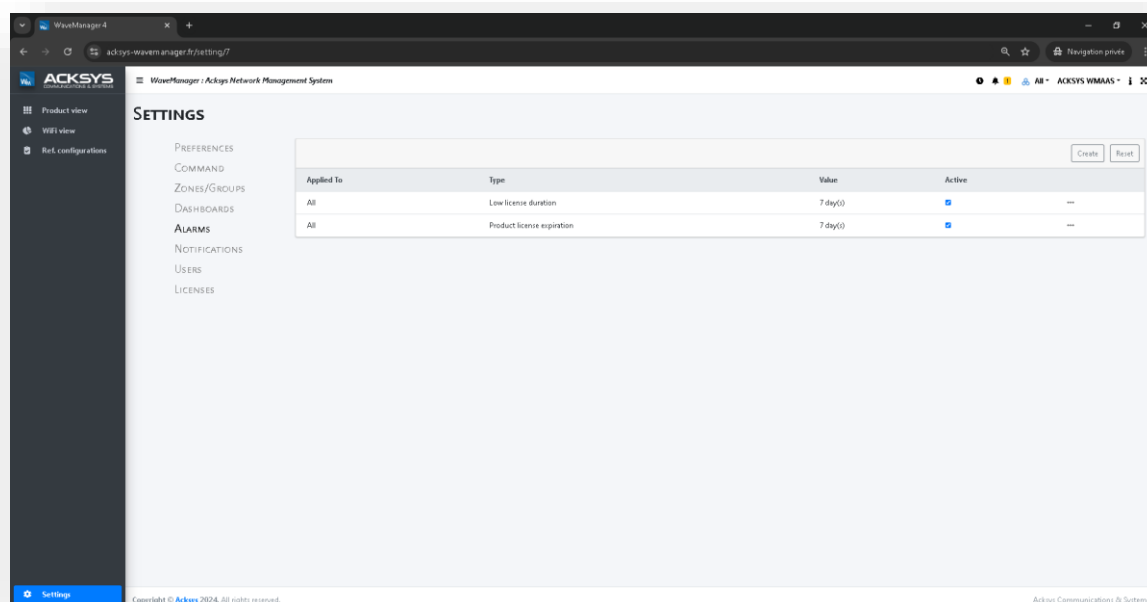 WaveManager 4
acksys-wavemanager.fr/setting/7
Navigation privée
WMn
ACKSYS
COMMUNICATIONS & SYSTEMS
WaveManager : Acksys Network Management System
All
ACKSYS WMAAS
Product view
WiFi view
Ref. configurations
Settings
SETTINGS
PREFERENCES
COMMAND
ZONES/GROUPS
DASHBOARDS
ALARMS
NOTIFICATIONS
USERS
LICENSES
Create Reset
Applied To Type Value Active
All Low license duration 7 day(s)
All Product license expiration 7 day(s)
Copyright © Acksys 2024. All rights reserved.
Acksys Communications & Systems